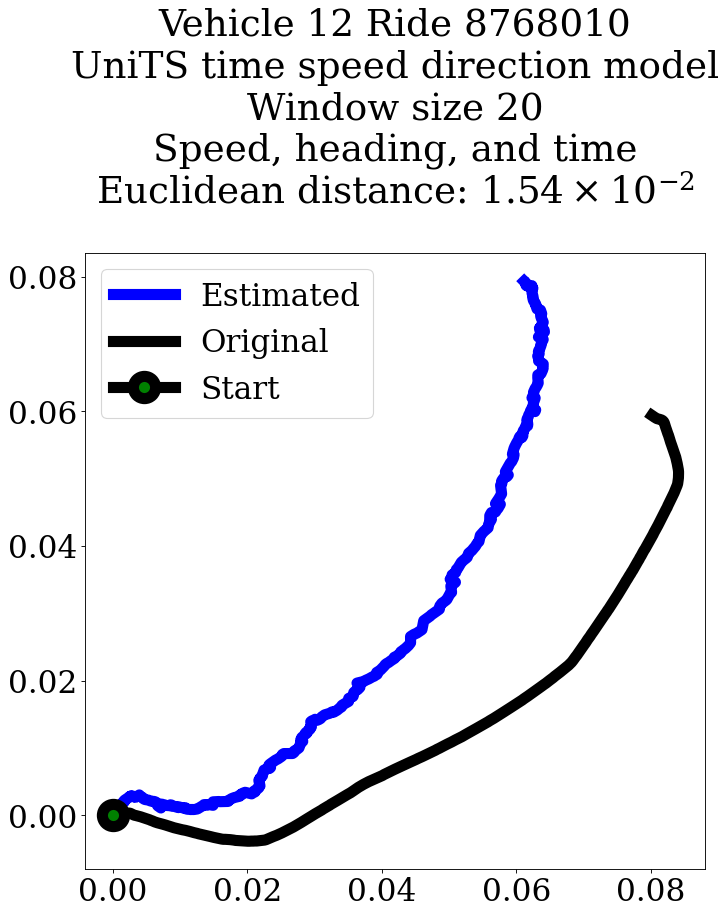 Vehicle 12 Ride 8768010
UniTS time speed direction model
Window size 20
Speed, heading, and time
Euclidean distance: 1.54 × 10⁻²
Estimated
Original
Start
0.08
0.06
0.04
0.02
0.00
0.00 0.02 0.04 0.06 0.08